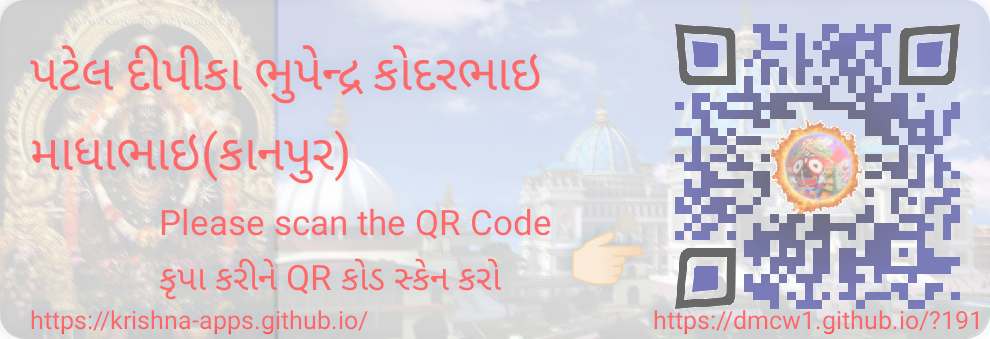 પટેલ દીપીકા ભુપેન્દ્ર કોદરભાઇ
માધાભાઇ(કાનપુર)
Please scan the QR Code
કૃપા કરીને QR કોડ સ્કેન કરો
https://krishna-apps.github.io/
https://dmcw1.github.io/?191